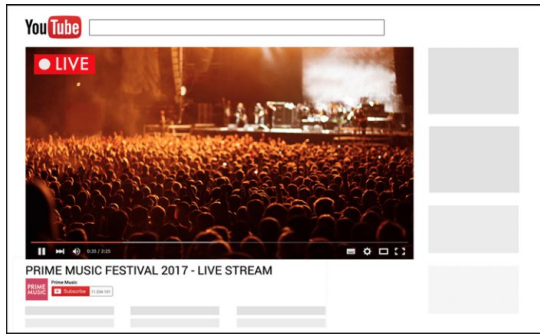 YouTube
LIVE
0:20 / 3:25
PRIME MUSIC FESTIVAL 2017 - LIVE STREAM
PRIME
MUSIC
Prime Music
Subscribe